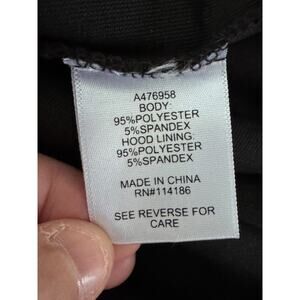 A476958
BODY:
95%POLYESTER
5%SPANDEX
HOOD LINING:
95%POLYESTER
5%SPANDEX
MADE IN CHINA
RN#114186
SEE REVERSE FOR
CARE